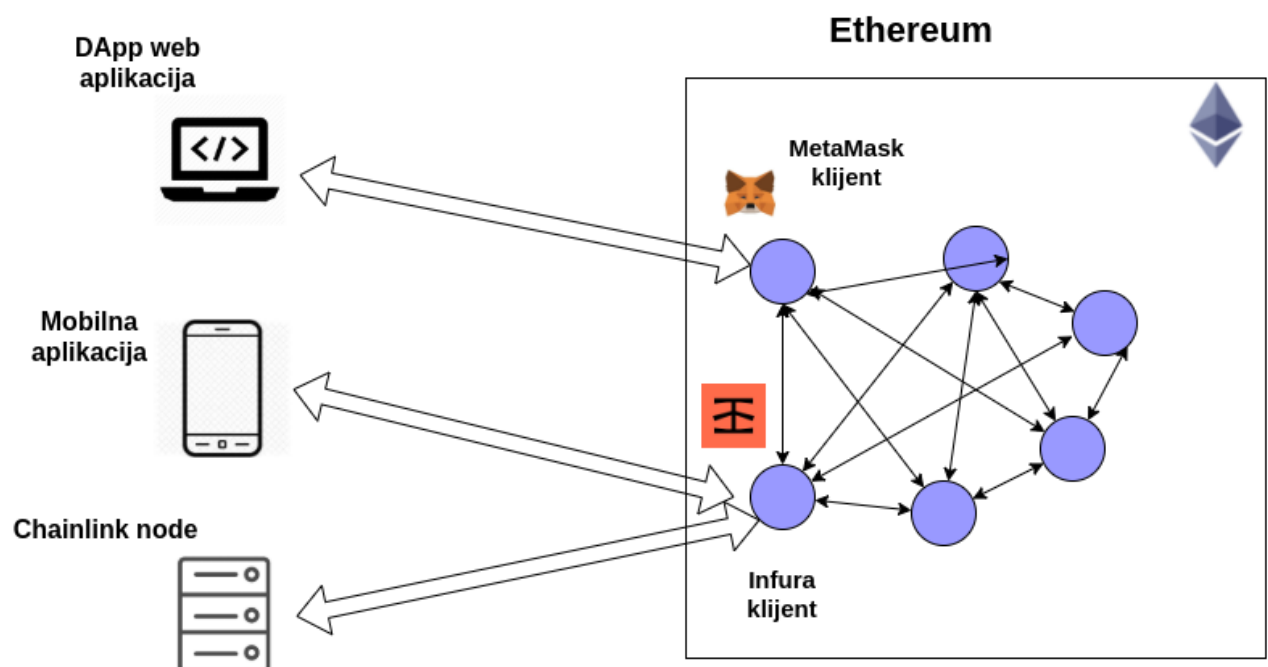 Ethereum
DApp web
aplikacija
</>
MetaMask
klijent
Mobilna
aplikacija
Chainlink node
Infura
klijent